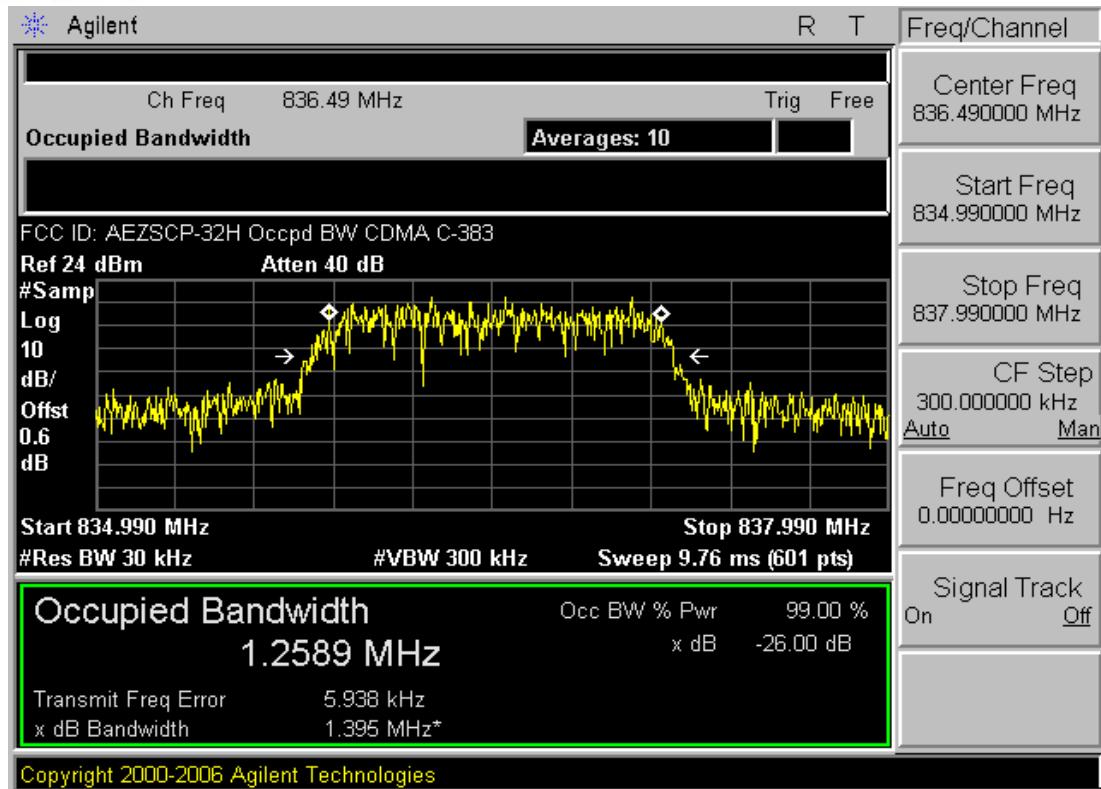 Agilent R T
Freq/Channel
Ch Freq 836.49 MHz Trig Free
Occupied Bandwidth Averages: 10
FCC ID: AEZSCP-32H Occpd BW CDMA C-383
Ref 24 dBm Atten 40 dB
#Samp
Log
10
dB/
Offst
0.6
dB
Start 834.990 MHz Stop 837.990 MHz
#Res BW 30 kHz #VBW 300 kHz Sweep 9.76 ms (601 pts)
Occupied Bandwidth Occ BW % Pwr 99.00 %
1.2589 MHz x dB -26.00 dB
Transmit Freq Error 5.938 kHz
x dB Bandwidth 1.395 MHz*
Copyright 2000-2006 Agilent Technologies
Center Freq
836.490000 MHz
Start Freq
834.990000 MHz
Stop Freq
837.990000 MHz
CF Step
300.000000 kHz
Auto Man
Freq Offset
0.00000000 Hz
Signal Track
On Off